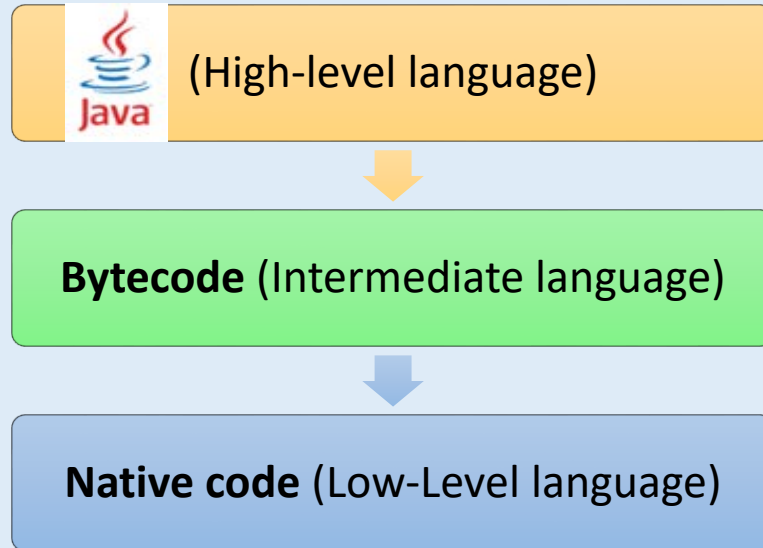 Java (High-level language)
Bytecode (Intermediate language)
Native code (Low-Level language)